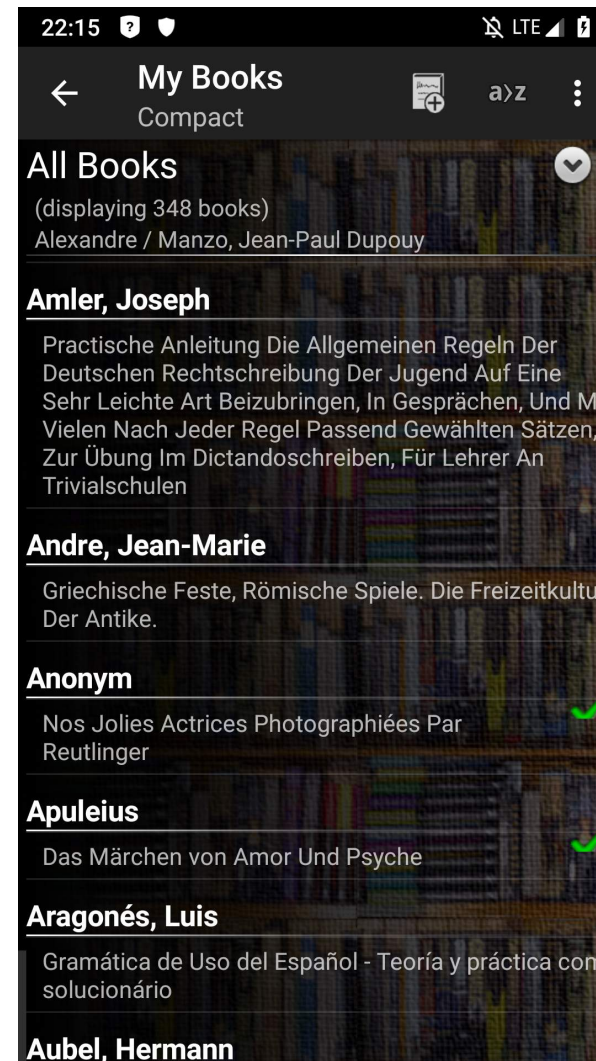 22:15 ? LTE
My Books
Compact
a>z
All Books
(displaying 348 books)
Alexandre / Manzo, Jean-Paul Dupouy
Amler, Joseph
Practische Anleitung Die Allgemeinen Regeln Der
Deutschen Rechtschreibung Der Jugend Auf Eine
Sehr Leichte Art Beizubringen, In Gesprächen, Und M
Vielen Nach Jeder Regel Passend Gewählten Sätzen,
Zur Übung Im Dictandoschreiben, Für Lehrer An
Trivialschulen
Andre, Jean-Marie
Griechische Feste, Römische Spiele. Die Freizeitkultu
Der Antike.
Anonym
Nos Jolies Actrices Photographiées Par
Reutlinger
Apuleius
Das Märchen von Amor Und Psyche
Aragonés, Luis
Gramática de Uso del Español - Teoría y práctica con
solucionário
Aubel, Hermann